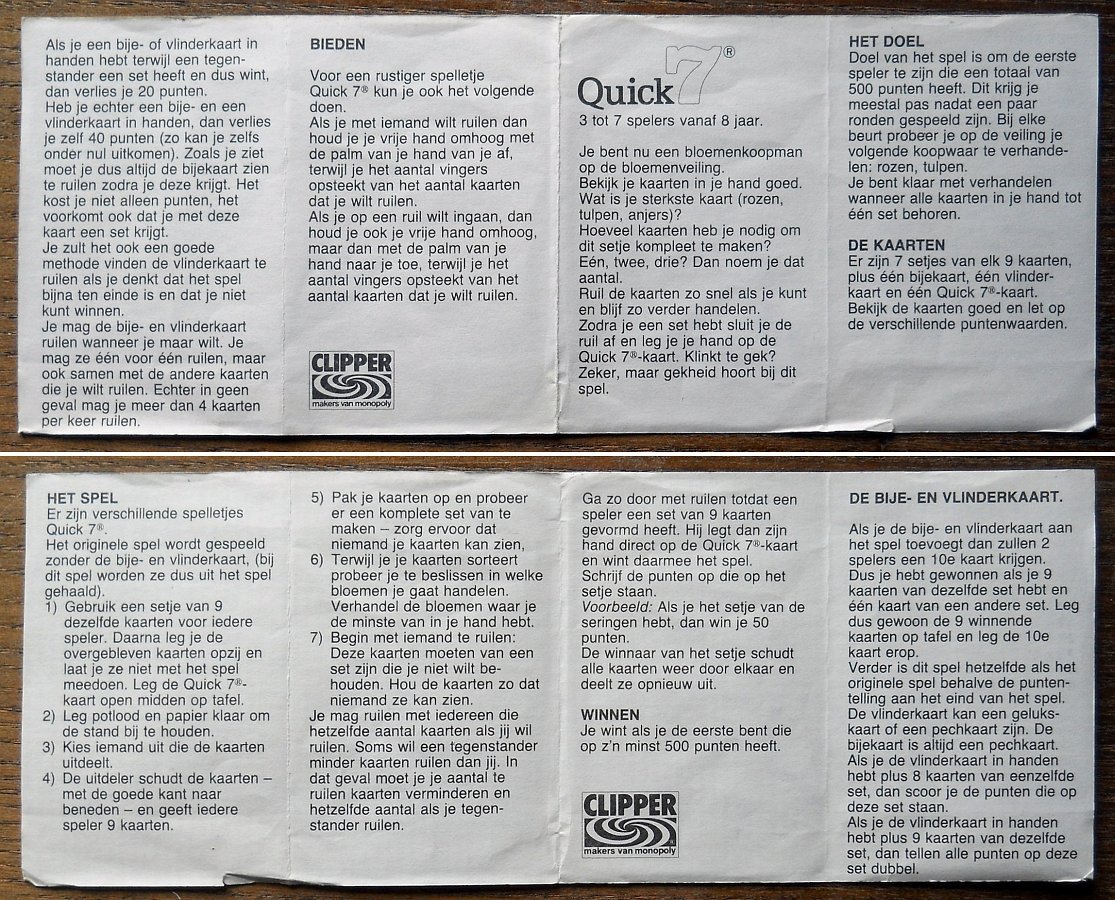 Als je een bije- of vlinderkaart in
handen hebt terwijl een tegen-
stander een set heeft en dus wint,
dan verlies je 20 punten.
Heb je echter een bije- en een
vlinderkaart in handen, dan verlies
je zelf 40 punten (zo kan je zelfs
onder nul uitkomen). Zoals je ziet
moet je dus altijd de bijekaart zien
te ruilen zodra je deze krijgt. Het
kost je niet alleen punten, het
voorkomt ook dat je met deze
kaart een set krijgt.
Je zult het ook een goede
methode vinden de vlinderkaart te
ruilen als je denkt dat het spel
bijna ten einde is en dat je niet
kunt winnen.
Je mag de bije- en vlinderkaart
ruilen wanneer je maar wilt. Je
mag ze één voor één ruilen, maar
ook samen met de andere kaarten
die je wilt ruilen. Echter in geen
geval mag je meer dan 4 kaarten
per keer ruilen.
BIEDEN
Voor een rustiger spelletje
Quick 7® kun je ook het volgende
doen.
Als je met iemand wilt ruilen dan
houd je je vrije hand omhoog met
de palm van je hand van je af,
terwijl je het aantal vingers
opsteekt van het aantal kaarten
dat je wilt ruilen.
Als je op een ruil wilt ingaan, dan
houd je ook je vrije hand omhoog,
maar dan met de palm van je
hand naar je toe, terwijl je het
aantal vingers opsteekt van het
aantal kaarten dat je wilt ruilen.
CLIPPER
makers van monopoly
Quick 7®
3 tot 7 spelers vanaf 8 jaar.
Je bent nu een bloemenkoopman
op de bloemenveiling.
Bekijk je kaarten in je hand goed.
Wat is je sterkste kaart (rozen,
tulpen, anjers)?
Hoeveel kaarten heb je nodig om
dit setje kompleet te maken?
Eén, twee, drie? Dan noem je dat
aantal.
Ruil de kaarten zo snel als je kunt
en blijf zo verder handelen.
Zodra je een set hebt sluit je de
ruil af en leg je je hand op de
Quick 7®-kaart. Klinkt te gek?
Zeker, maar gekheid hoort bij dit
spel.
HET DOEL
Doel van het spel is om de eerste
speler te zijn die een totaal van
500 punten heeft. Dit krijg je
meestal pas nadat een paar
ronden gespeeld zijn. Bij elke
beurt probeer je op de veiling je
volgende koopwaar te verhande-
len: rozen, tulpen.
Je bent klaar met verhandelen
wanneer alle kaarten in je hand tot
één set behoren.
DE KAARTEN
Er zijn 7 setjes van elk 9 kaarten,
plus één bijekaart, één vlinder-
kaart en één Quick 7®-kaart.
Bekijk de kaarten goed en let op
de verschillende puntenwaarden.
HET SPEL
Er zijn verschillende spelletjes
Quick 7®.
Het originele spel wordt gespeeld
zonder de bije- en vlinderkaart, (bij
dit spel worden ze dus uit het spel
gehaald).
1) Gebruik een setje van 9
dezelfde kaarten voor iedere
speler. Daarna leg je de
overgebleven kaarten opzij en
laat je ze niet met het spel
meedoen. Leg de Quick 7®-
kaart open midden op tafel.
2) Leg potlood en papier klaar om
de stand bij te houden.
3) Kies iemand uit die de kaarten
uitdeelt.
4) De uitdeler schudt de kaarten –
met de goede kant naar
beneden – en geeft iedere
speler 9 kaarten.
5) Pak je kaarten op en probeer
er een komplete set van te
maken – zorg ervoor dat
niemand je kaarten kan zien,
6) Terwijl je je kaarten sorteert
probeer je te beslissen in welke
bloemen je gaat handelen.
Verhandel de bloemen waar je
de minste van in je hand hebt.
7) Begin met iemand te ruilen:
Deze kaarten moeten van een
set zijn die je niet wilt be-
houden. Hou de kaarten zo dat
niemand ze kan zien.
Je mag ruilen met iedereen die
hetzelfde aantal kaarten als jij wil
ruilen. Soms wil een tegenstander
minder kaarten ruilen dan jij. In
dat geval moet je je aantal te
ruilen kaarten verminderen en
hetzelfde aantal als je tegen-
stander ruilen.
Ga zo door met ruilen totdat een
speler een set van 9 kaarten
gevormd heeft. Hij legt dan zijn
hand direct op de Quick 7®-kaart
en wint daarmee het spel.
Schrijf de punten op die op het
setje staan.
Voorbeeld: Als je het setje van de
seringen hebt, dan win je 50
punten.
De winnaar van het setje schudt
alle kaarten weer door elkaar en
deelt ze opnieuw uit.
WINNEN
Je wint als je de eerste bent die
op z'n minst 500 punten heeft.
CLIPPER
makers van monopoly
DE BIJE- EN VLINDERKAART.
Als je de bije- en vlinderkaart aan
het spel toevoegt dan zullen 2
spelers een 10e kaart krijgen.
Dus je hebt gewonnen als je 9
kaarten van dezelfde set hebt en
één kaart van een andere set. Leg
dus gewoon de 9 winnende
kaarten op tafel en leg de 10e
kaart erop.
Verder is dit spel hetzelfde als het
originele spel behalve de punten-
telling aan het eind van het spel.
De vlinderkaart kan een geluks-
kaart of een pechkaart zijn. De
bijekaart is altijd een pechkaart.
Als je de vlinderkaart in handen
hebt plus 8 kaarten van eenzelfde
set, dan scoor je de punten die op
deze set staan.
Als je de vlinderkaart in handen
hebt plus 9 kaarten van dezelfde
set, dan tellen alle punten op deze
set dubbel.